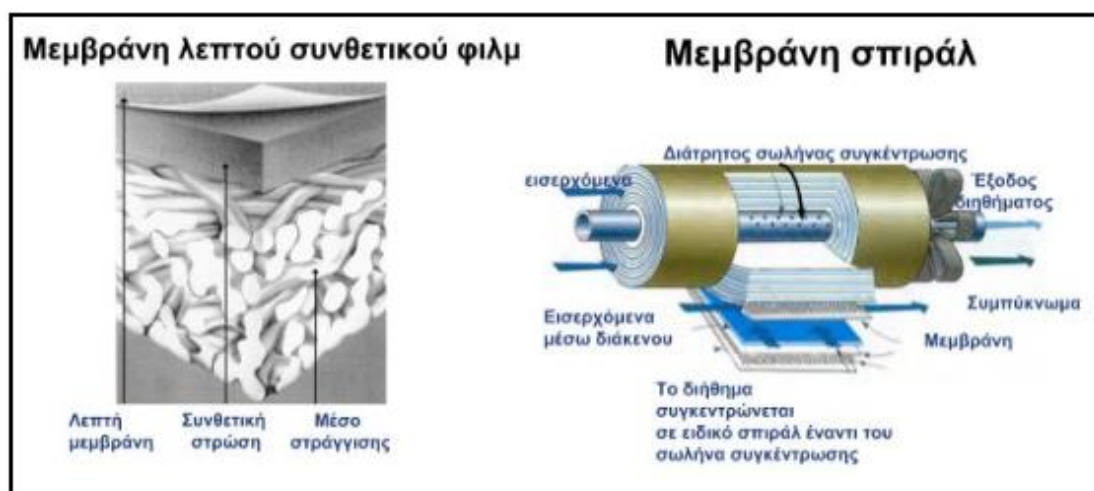 Μεμβράνη λεπτού συνθετικού φιλμ
Λεπτή
μεμβράνη
Συνθετική
στρώση
Μέσο
στράγγισης
Μεμβράνη σπιράλ
Διάτρητος σωλήνας συγκέντρωσης
εισερχόμενα
Έξοδος
διηθήματος
Εισερχόμενα
μέσω διάκενου
Συμπύκνωμα
Μεμβράνη
Το διήθημα
συγκεντρώνεται
σε ειδικό σπιράλ έναντι του
σωλήνα συγκέντρωσης